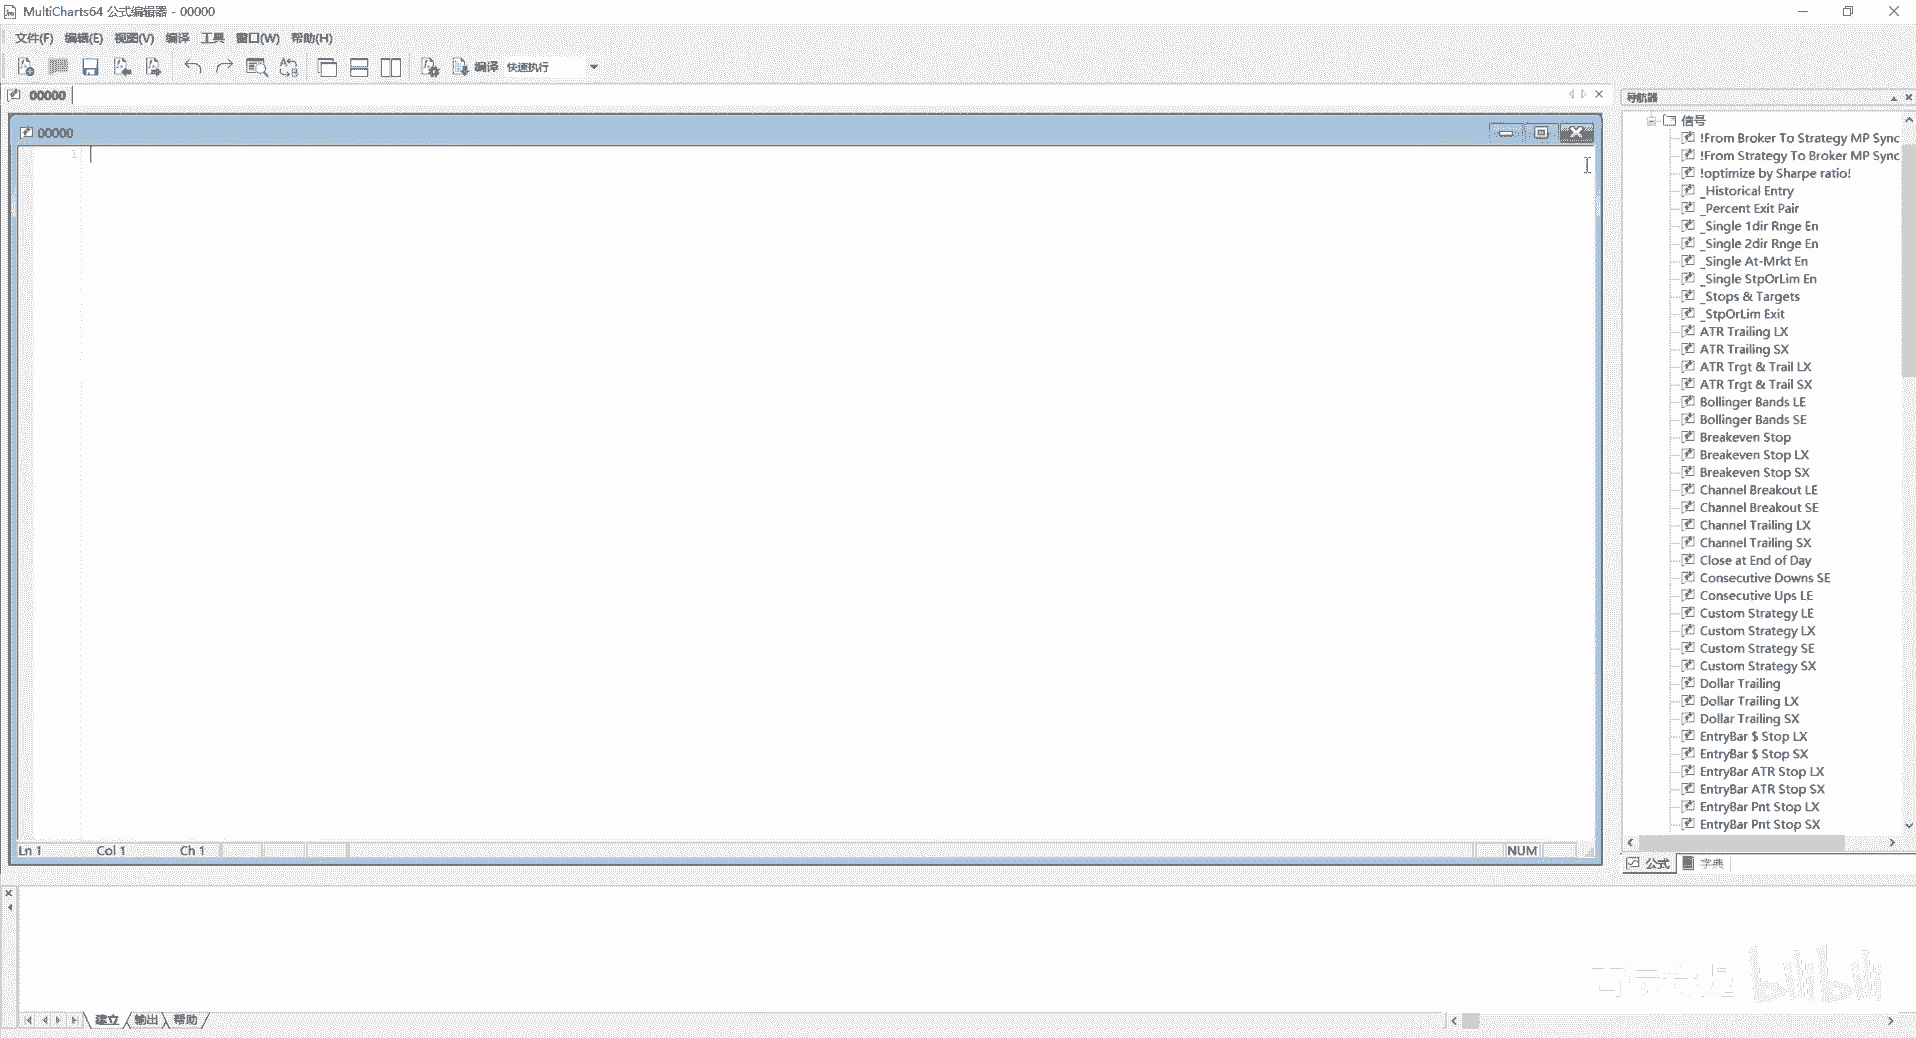 MultiCharts64 公式编辑器 - 00000
文件(F) 编辑(E) 视图(V) 编译 工具 窗口(W) 帮助(H)
编译 快速执行
00000
导航器
00000
1
信号
!From Broker To Strategy MP Sync
!From Strategy To Broker MP Sync
!optimize by Sharpe ratio!
_Historical Entry
_Percent Exit Pair
_Single 1dir Rnge En
_Single 2dir Rnge En
_Single At-Mrkt En
_Single StpOrLim En
_Stops & Targets
_StpOrLim Exit
ATR Trailing LX
ATR Trailing SX
ATR Trgt & Trail LX
ATR Trgt & Trail SX
Bollinger Bands LE
Bollinger Bands SE
Breakeven Stop
Breakeven Stop LX
Breakeven Stop SX
Channel Breakout LE
Channel Breakout SE
Channel Trailing LX
Channel Trailing SX
Close at End of Day
Consecutive Downs SE
Consecutive Ups LE
Custom Strategy LE
Custom Strategy LX
Custom Strategy SE
Custom Strategy SX
Dollar Trailing
Dollar Trailing LX
Dollar Trailing SX
EntryBar $ Stop LX
EntryBar $ Stop SX
EntryBar ATR Stop LX
EntryBar ATR Stop SX
EntryBar Pnt Stop LX
EntryBar Pnt Stop SX
Ln 1 Col 1 Ch 1 NUM
公式 字典
bilibili
建立 输出 帮助